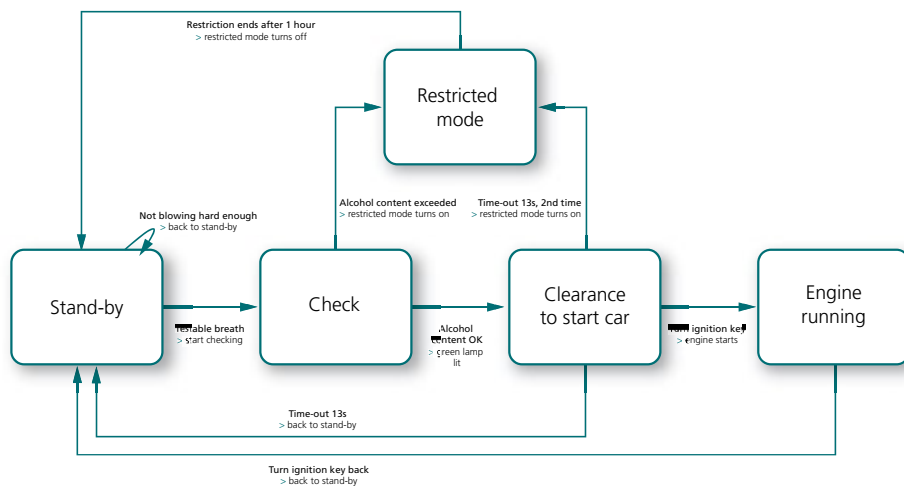 Restriction ends after 1 hour
> restricted mode turns off
Restricted
mode
Alcohol content exceeded
> restricted mode turns on
Time-out 13s, 2nd time
> restricted mode turns on
Not blowing hard enough
> back to stand-by
Stand-by
Check
Clearance
to start car
Engine
running
Testable breath
> start checking
Alcohol
content OK
> green lamp
lit
Turn ignition key
> engine starts
Time-out 13s
> back to stand-by
Turn ignition key back
> back to stand-by